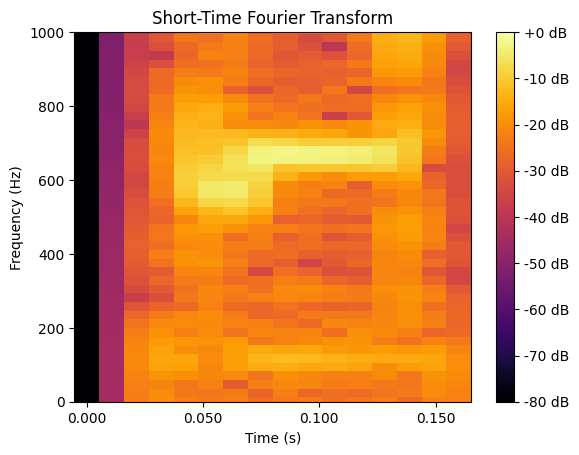 Short-Time Fourier Transform
Frequency (Hz)
1000
800
600
400
200
0
0.000
0.050
0.100
0.150
Time (s)
+0 dB
-10 dB
-20 dB
-30 dB
-40 dB
-50 dB
-60 dB
-70 dB
-80 dB